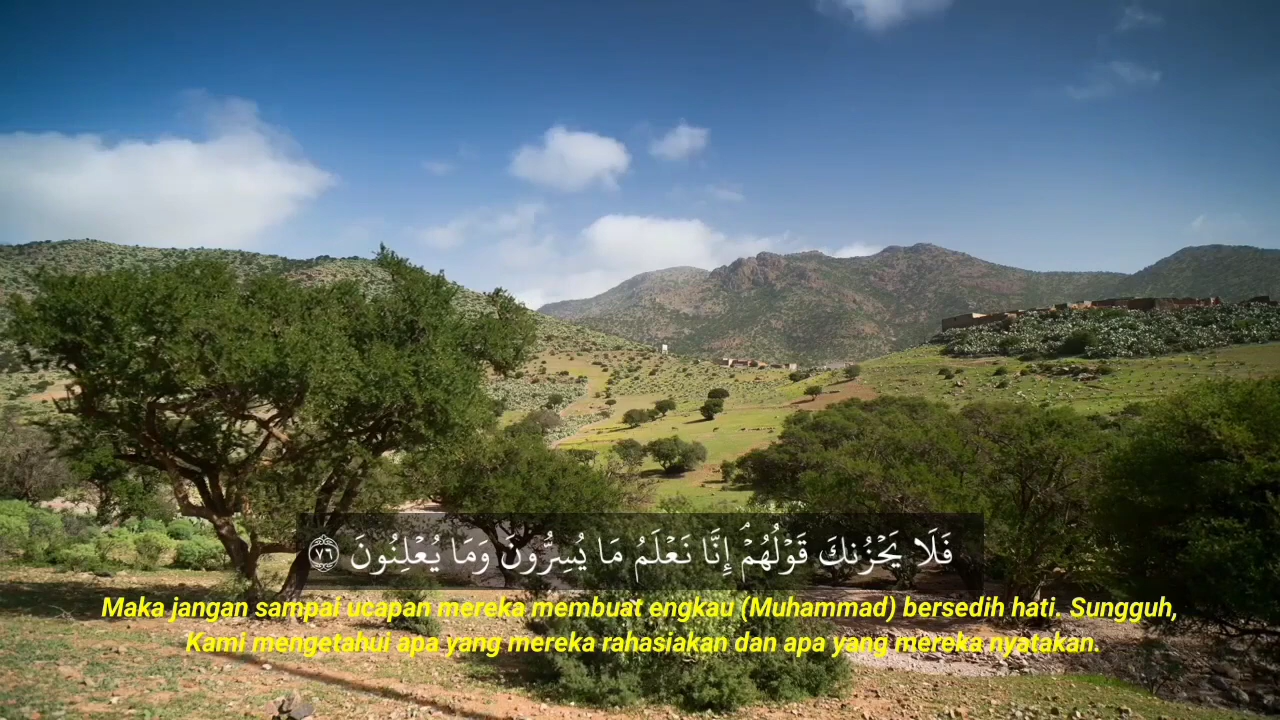 فَلَا يَحْزُنكَ قَوْلُهُمْ ۘ إِنَّا نَعْلَمُ مَا يُسِرُّونَ وَمَا يُعْلِنُونَ ٧٦
Maka jangan sampai ucapan mereka membuat engkau (Muhammad) bersedih hati. Sungguh,
Kami mengetahui apa yang mereka rahasiakan dan apa yang mereka nyatakan.